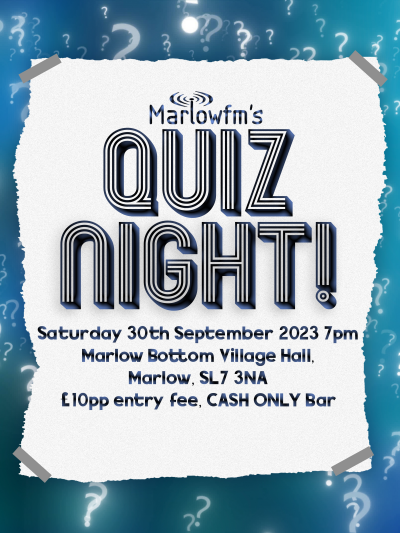 Marlowfm's
QUIZ
NIGHT!
Saturday 30th September 2023 7pm
Marlow Bottom Village Hall,
Marlow, SL7 3NA
£10pp entry fee, CASH ONLY Bar